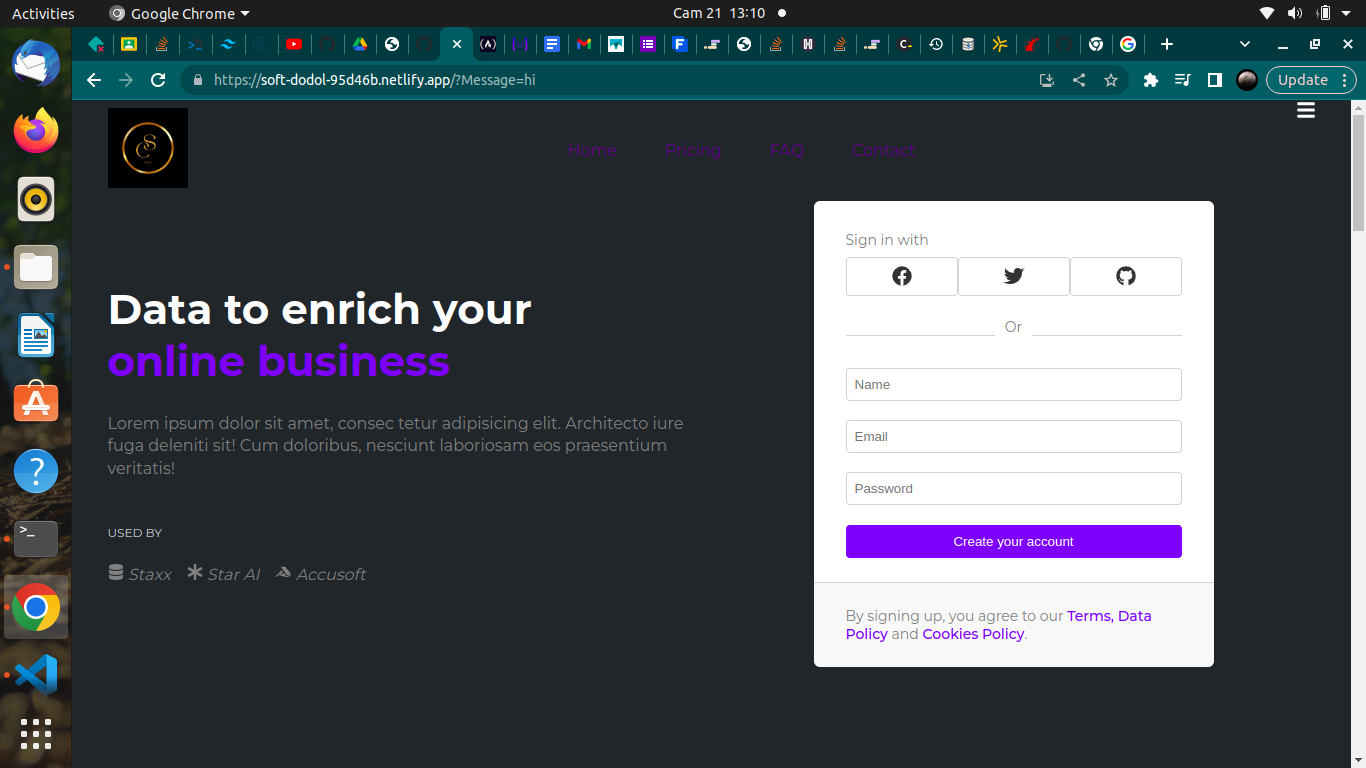 Activities
Google Chrome
Cam 21 13:10
https://soft-dodol-95d46b.netlify.app/?Message=hi
Update
Home
Pricing
FAQ
Contact
Data to enrich your
online business
Lorem ipsum dolor sit amet, consec tetur adipisicing elit. Architecto iure
fuga deleniti sit! Cum doloribus, nesciunt laboriosam eos praesentium
veritatis!
USED BY
Staxx
Star AI
Accusoft
Sign in with
Or
Name
Email
Password
Create your account
By signing up, you agree to our Terms, Data
Policy and Cookies Policy.